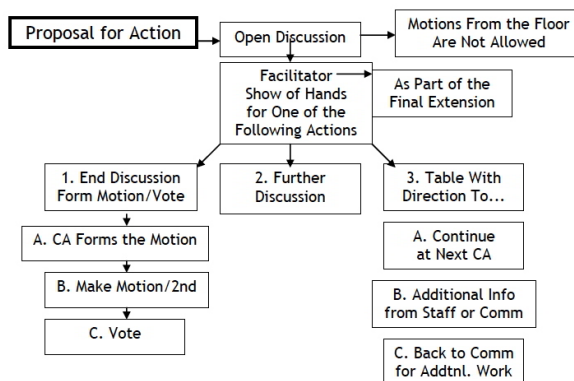 Proposal for Action
Open Discussion
Motions From the Floor
Are Not Allowed
Facilitator
Show of Hands
for One of the
Following Actions
As Part of the
Final Extension
1. End Discussion
Form Motion/Vote
2. Further
Discussion
3. Table With
Direction To...
A. CA Forms the Motion
B. Make Motion/2nd
C. Vote
A. Continue
at Next CA
B. Additional Info
from Staff or Comm
C. Back to Comm
for Addtnl. Work